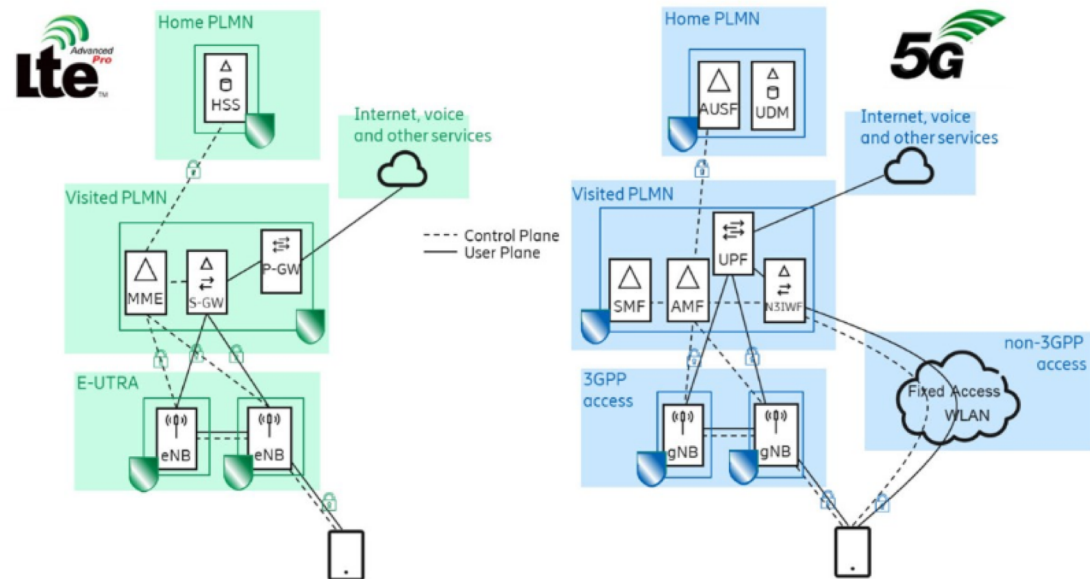 Advanced
Pro
LTE
TM
Home PLMN
HSS
Internet, voice
and other services
Visited PLMN
MME
S-GW
P-GW
E-UTRA
eNB
eNB
Control Plane
User Plane
5G
Home PLMN
AUSF
UDM
Internet, voice
and other services
Visited PLMN
UPF
SMF
AMF
N3IWF
non-3GPP
access
Fixed Access
WLAN
3GPP
access
gNB
gNB